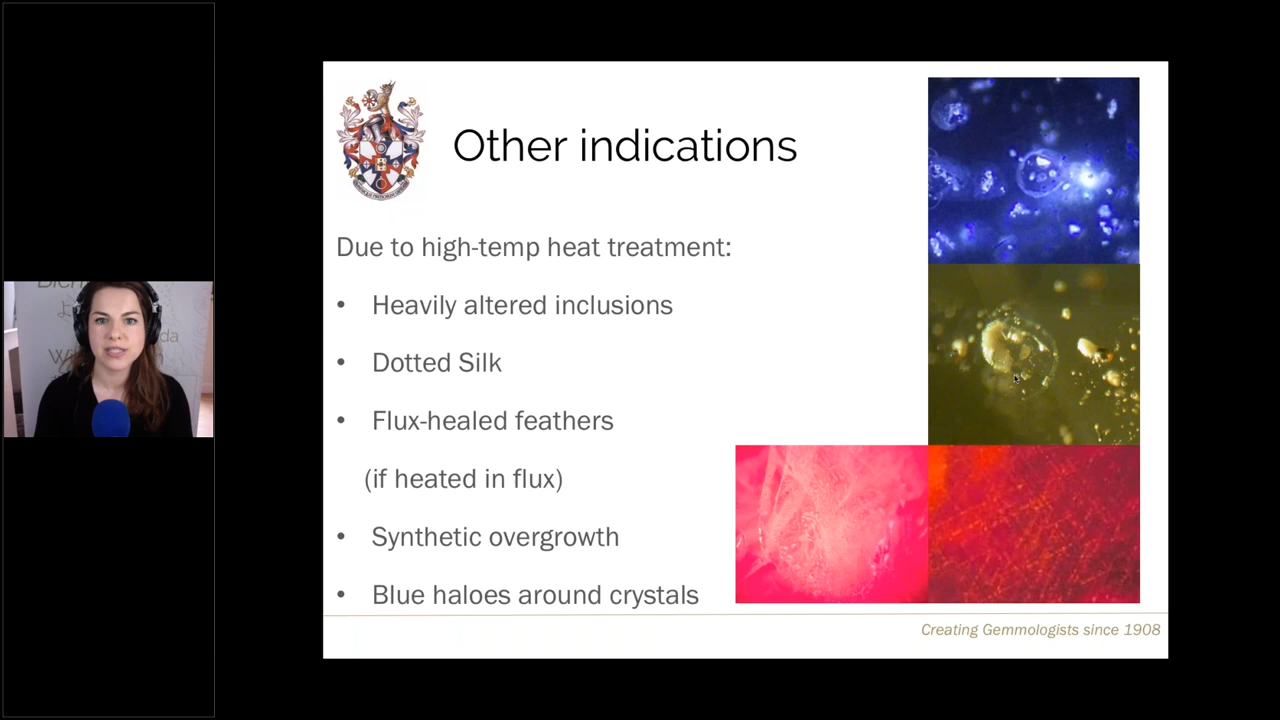 Other indications
Due to high-temp heat treatment:
• Heavily altered inclusions
• Dotted Silk
• Flux-healed feathers
(if heated in flux)
• Synthetic overgrowth
• Blue haloes around crystals
Creating Gemmologists since 1908